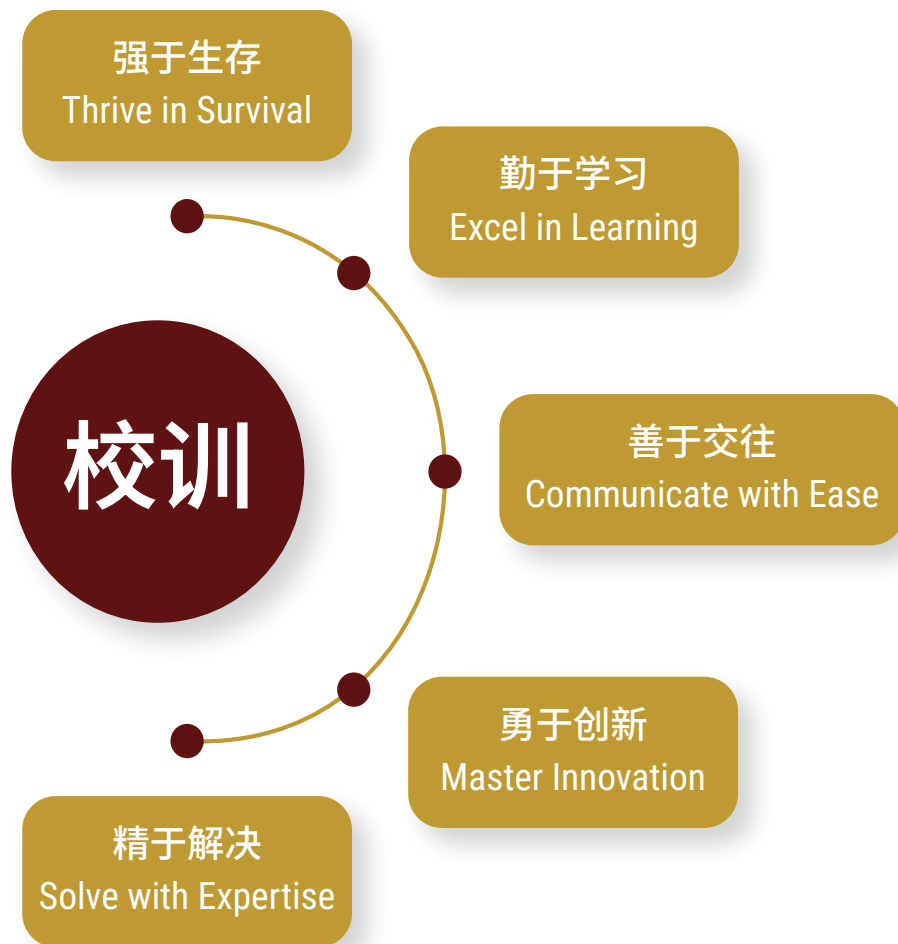 强于生存
Thrive in Survival
勤于学习
Excel in Learning
校训
善于交往
Communicate with Ease
勇于创新
Master Innovation
精于解决
Solve with Expertise